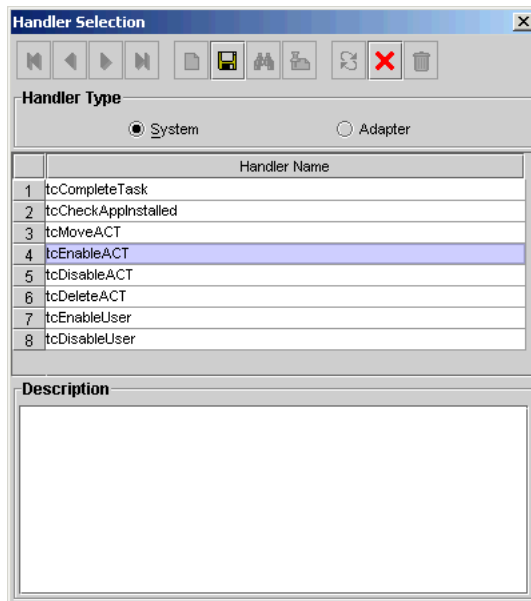 Handler Selection
Handler Type
System Adapter
Handler Name
1 tcCompleteTask
2 tcCheckAppInstalled
3 tcMoveACT
4 tcEnableACT
5 tcDisableACT
6 tcDeleteACT
7 tcEnableUser
8 tcDisableUser
Description